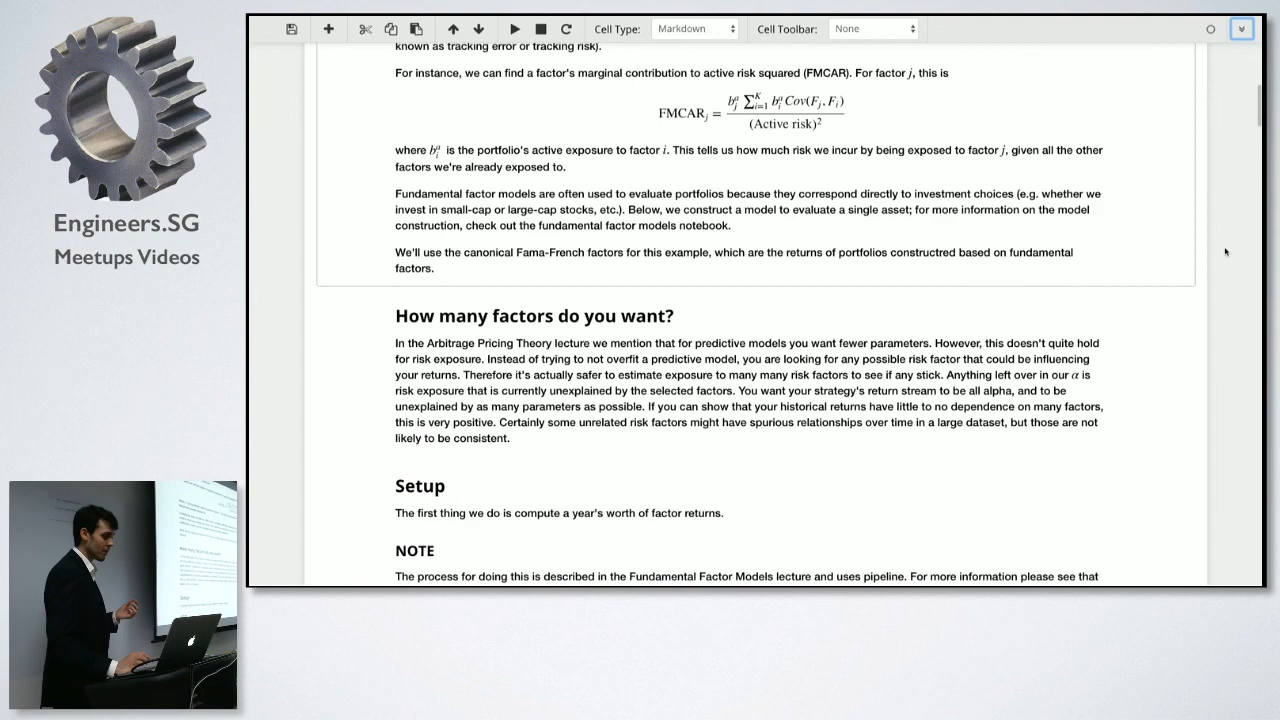 Engineers.SG
Meetups Videos
Cell Type:
Markdown
Cell Toolbar:
None
known as tracking error or tracking risk).
For instance, we can find a factor's marginal contribution to active risk squared (FMCAR). For factor j, this is
FMCAR_j = \frac{b_j^a \sum_{i=1}^K b_i^a Cov(F_j, F_i)}{(Active risk)^2}
where b_i^a is the portfolio's active exposure to factor i. This tells us how much risk we incur by being exposed to factor j, given all the other
factors we're already exposed to.
Fundamental factor models are often used to evaluate portfolios because they correspond directly to investment choices (e.g. whether we
invest in small-cap or large-cap stocks, etc.). Below, we construct a model to evaluate a single asset; for more information on the model
construction, check out the fundamental factor models notebook.
We'll use the canonical Fama-French factors for this example, which are the returns of portfolios constructred based on fundamental
factors.
How many factors do you want?
In the Arbitrage Pricing Theory lecture we mention that for predictive models you want fewer parameters. However, this doesn't quite hold
for risk exposure. Instead of trying to not overfit a predictive model, you are looking for any possible risk factor that could be influencing
your returns. Therefore it's actually safer to estimate exposure to many many risk factors to see if any stick. Anything left over in our α is
risk exposure that is currently unexplained by the selected factors. You want your strategy's return stream to be all alpha, and to be
unexplained by as many parameters as possible. If you can show that your historical returns have little to no dependence on many factors,
this is very positive. Certainly some unrelated risk factors might have spurious relationships over time in a large dataset, but those are not
likely to be consistent.
Setup
The first thing we do is compute a year's worth of factor returns.
NOTE
The process for doing this is described in the Fundamental Factor Models lecture and uses pipeline. For more information please see that